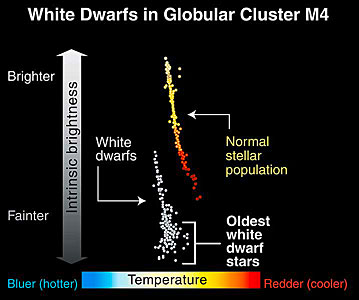 White Dwarfs in Globular Cluster M4
Brighter
Intrinsic brightness
Fainter
White
dwarfs
Normal
stellar
population
Oldest
white
dwarf
stars
Bluer (hotter)
Temperature
Redder (cooler)